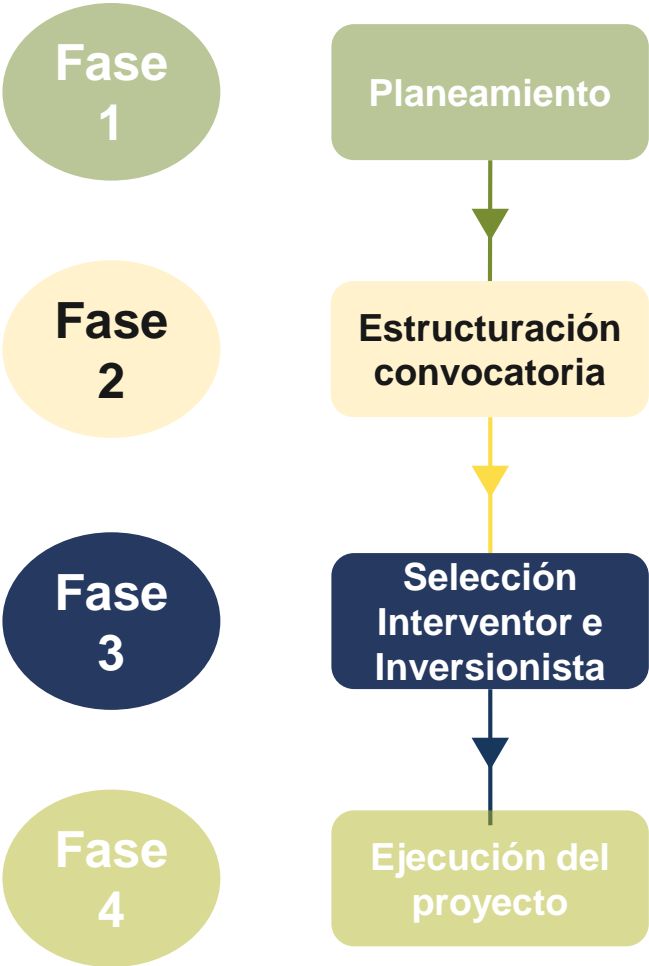 Fase
1
Planeamiento
Fase
2
Estructuración
convocatoria
Fase
3
Selección
Interventor e
Inversionista
Fase
4
Ejecución del
proyecto